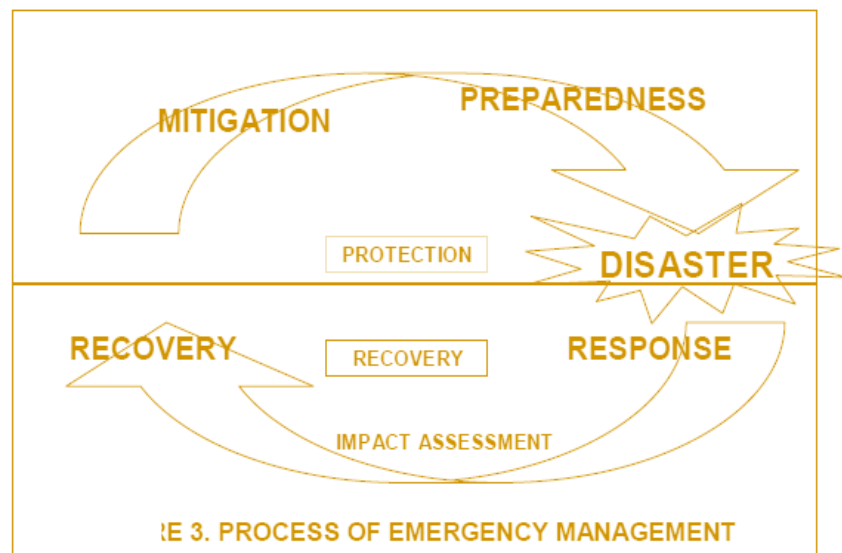 MITIGATION
PREPAREDNESS
PROTECTION
DISASTER
RECOVERY
RECOVERY
RESPONSE
IMPACT ASSESSMENT
RE 3. PROCESS OF EMERGENCY MANAGEMENT